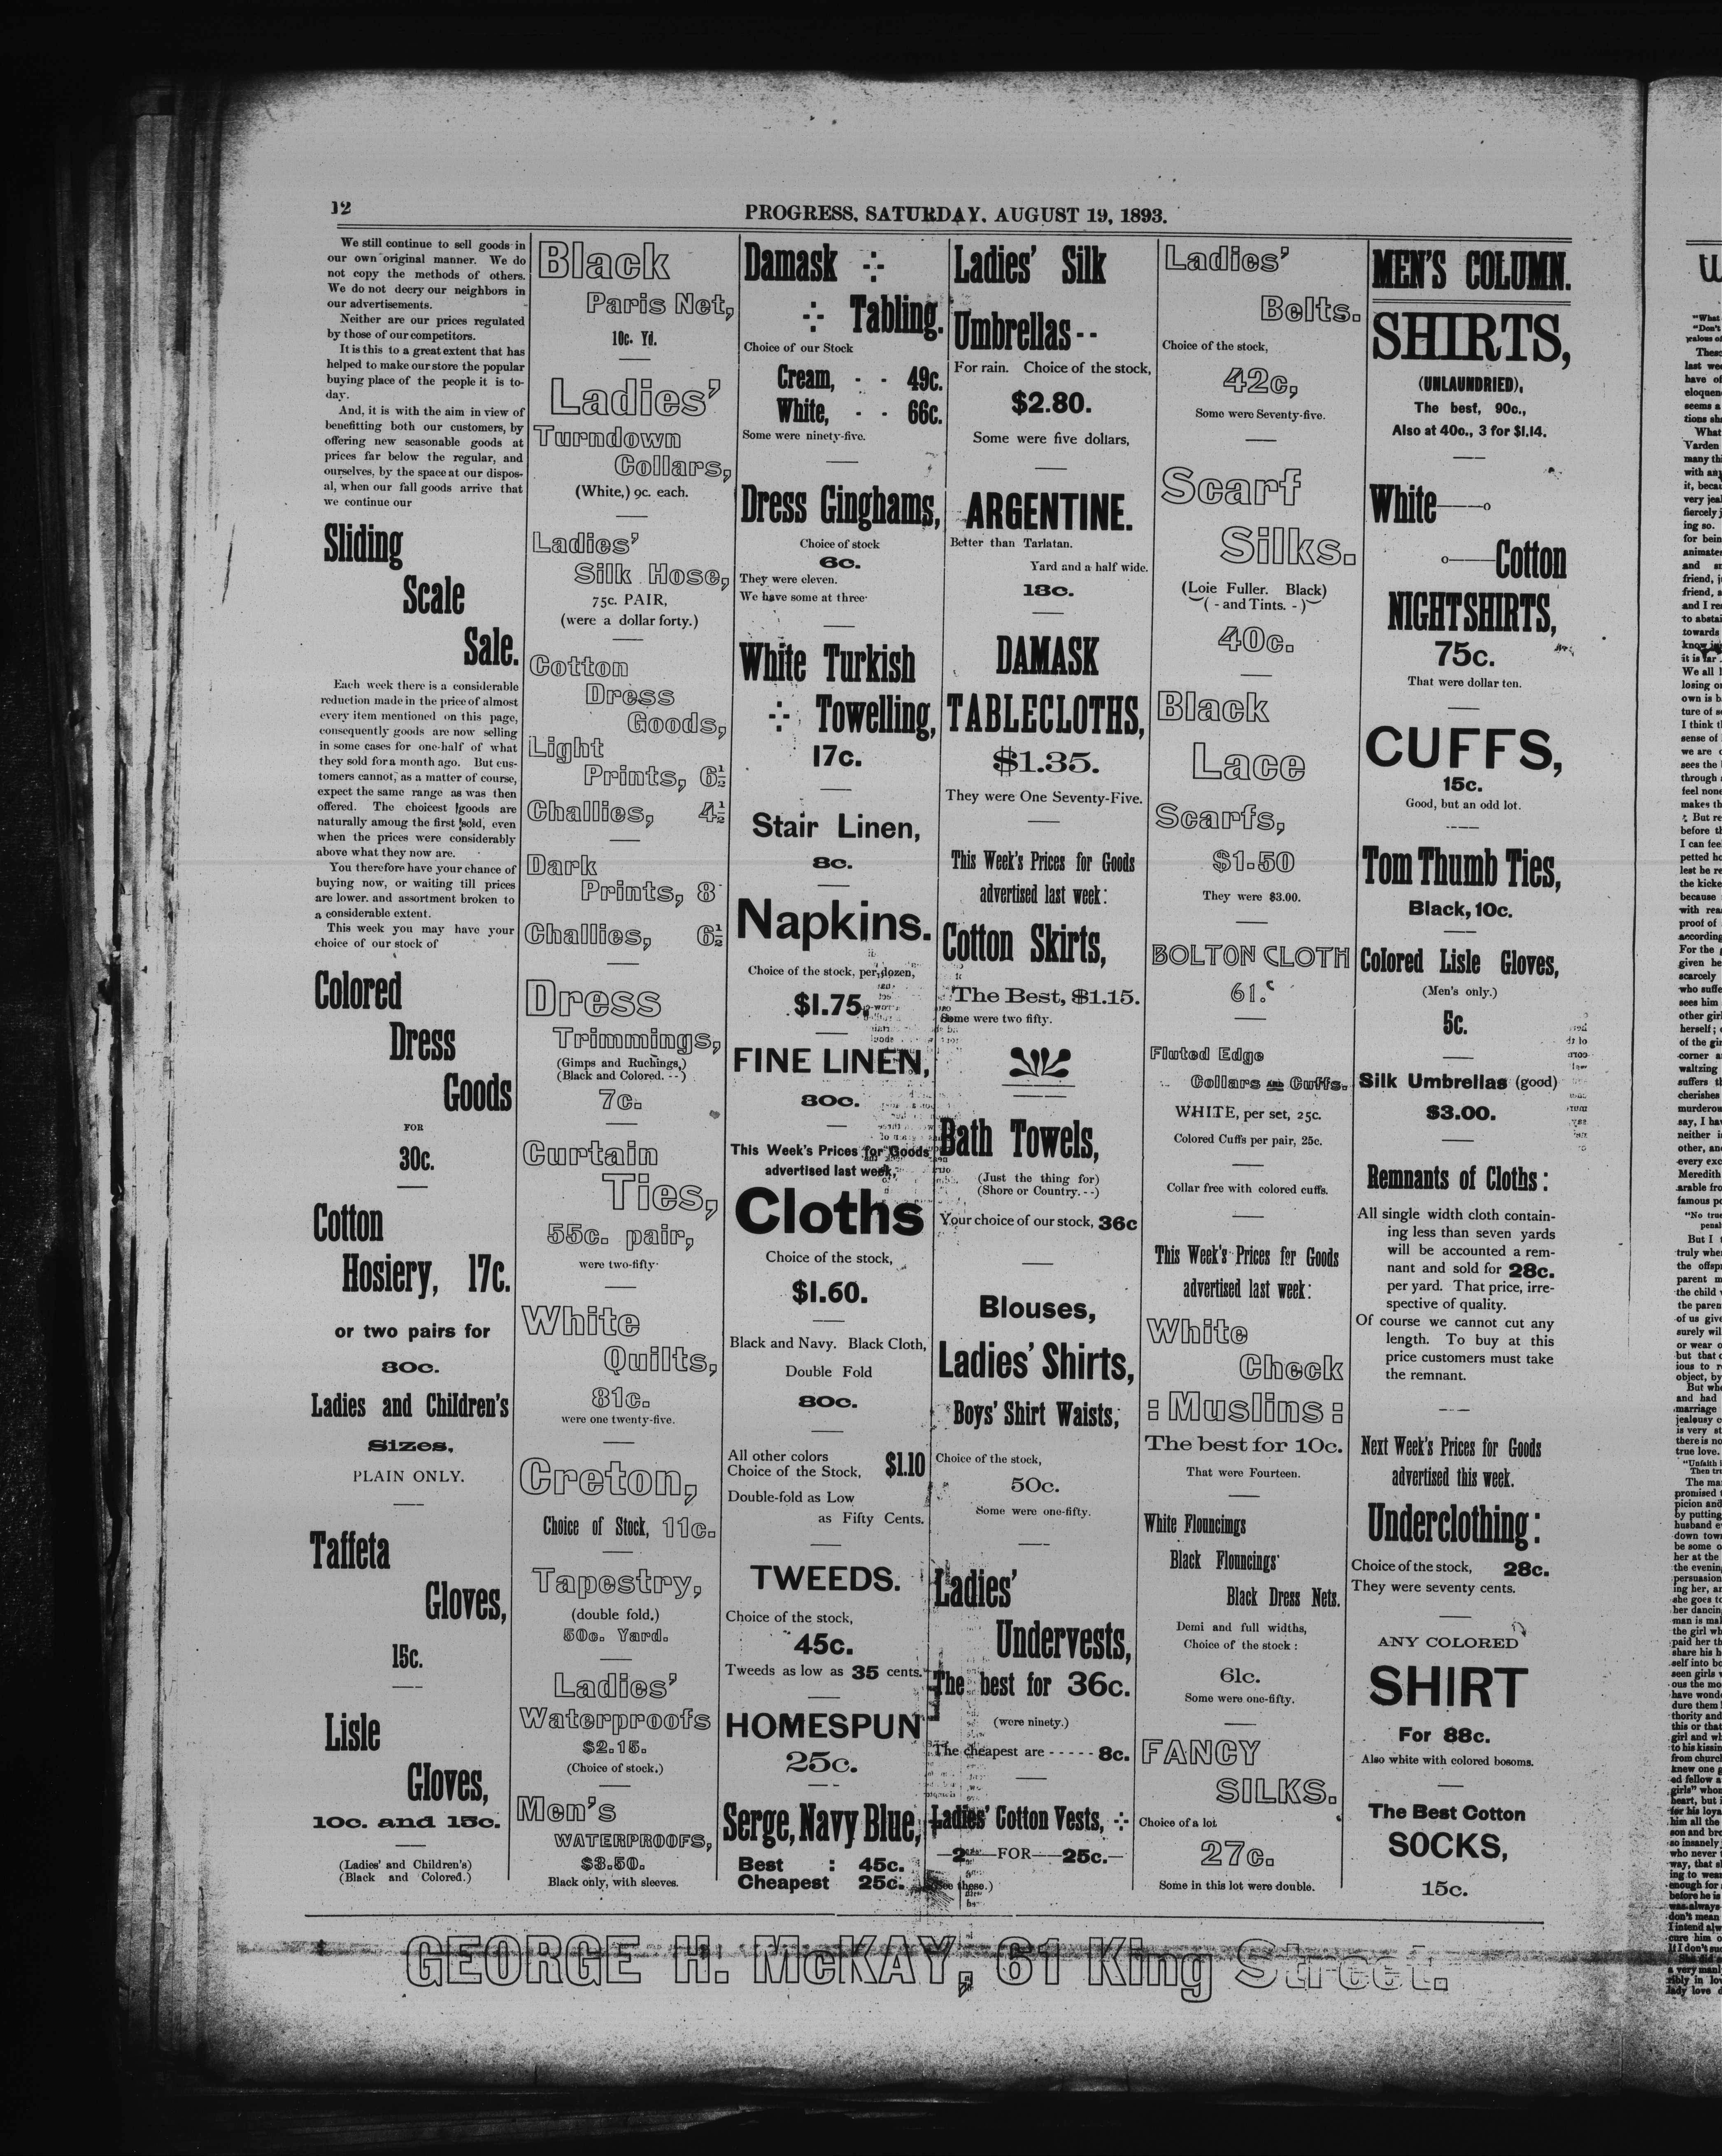 12
PROGRESS, SATURDAY, AUGUST 19, 1893.
We still continue to sell goods in
our own original manner. We do
not copy the methods of others.
We do not decry our neighbors in
our advertisements.
Neither are our prices regulated
by those of our competitors.
It is this to a great extent that has
helped to make our store the popular
buying place of the people it is to-
day.
And, it is with the aim in view of
benefitting both our customers, by
offering new seasonable goods at
prices far below the regular, and
ourselves, by the space at our dispos-
al, when our fall goods arrive that
we continue our
Sliding
Scale
Sale.
Each week there is a considerable
reduction made in the price of almost
every item mentioned on this page,
consequently goods are now selling
in some cases for one-half of what
they sold for a month ago. But cus-
tomers cannot, as a matter of course,
expect the same range as was then
offered. The choicest goods are
naturally amoug the first sold, even
when the prices were considerably
above what they now are.
You therefore have your chance of
buying now, or waiting till prices
are lower. and assortment broken to
a considerable extent.
This week you may have your
choice of our stock of
Colored
Dress
Goods
FOR
30c.
Cotton
Hosiery, 17c.
or two pairs for
30c.
Ladies and Children's
Sizes,
PLAIN ONLY.
Taffeta
Gloves,
15c.
Lisle
Gloves,
10c. and 15c.
(Ladies' and Children's)
(Black and Colored.)
Black
Paris Net,
10c. Yd.
Ladies'
Turndown
Collars,
(White,) 9c. each.
Ladies'
Silk Hose,
75c. PAIR,
(were a dollar forty.)
Cotton
Dress
Goods,
Light
Prints, 6½
Challies, 4½
Dark
Prints, 8
Challies, 6½
Dress
Trimmings,
(Gimps and Ruchings,)
(Black and Colored. --)
7c.
Curtain
Ties,
55c. pair,
were two-fifty
White
Quilts,
81c.
were one twenty-five.
Creton,
Choice of Stock, 11c.
Tapestry,
(double fold.)
50c. Yard.
Ladies'
Waterproofs
$2.15.
(Choice of stock.)
Men's
WATERPROOFS,
$3.50.
Black only, with sleeves.
Damask
Tabling.
Choice of our Stock
Cream, - - 49c.
White, - - 66c.
Some were ninety-five.
Dress Ginghams,
Choice of stock
6c.
They were eleven.
We have some at three
White Turkish
Towelling,
17c.
Stair Linen,
8c.
Napkins.
Choice of the stock, per dozen,
$1.75,
FINE LINEN,
30c.
This Week's Prices for Goods
advertised last week,
Cloths
Choice of the stock,
$1.60.
Black and Navy. Black Cloth,
Double Fold
80c.
All other colors
Choice of the Stock, $1.10
Double-fold as Low
as Fifty Cents.
TWEEDS.
Choice of the stock,
45c.
Tweeds as low as 35 cents.
HOMESPUN
25c.
Serge, Navy Blue,
Best : 45c.
Cheapest 25c.
Ladies' Silk
Umbrellas--
For rain. Choice of the stock,
$2.80.
Some were five dollars,
ARGENTINE.
Better than Tarlatan.
Yard and a half wide.
18c.
DAMASK
TABLECLOTHS,
$1.35.
They were One Seventy-Five.
This Week's Prices for Goods
advertised last week:
Cotton Skirts,
The Best, $1.15.
Some were two fifty.
Bath Towels,
(Just the thing for)
(Shore or Country. --)
Your choice of our stock, 36c
Blouses,
Ladies' Shirts,
Boys' Shirt Waists,
Choice of the stock,
50c.
Some were one-fifty.
Ladies'
Undervests,
The best for 36c.
(were ninety.)
The cheapest are ----- 8c.
Ladies' Cotton Vests,
—2—FOR—25c.—
(See these.)
Ladies'
Belts.
Choice of the stock,
42c,
Some were Seventy-five.
Scarf
Silks.
(Loie Fuller. Black)
( - and Tints. - )
40c.
Black
Lace
Scarfs,
$1.50
They were $3.00.
BOLTON CLOTH
61.c
Fluted Edge
Collars and Cuffs.
WHITE, per set, 25c.
Colored Cuffs per pair, 25c.
Collar free with colored cuffs.
This Week's Prices for Goods
advertised last week:
White
Check
: Muslins :
The best for 10c.
That were Fourteen.
White Flouncings
Black Flouncings
Black Dress Nets.
Demi and full widths,
Choice of the stock:
61c.
Some were one-fifty.
FANCY
SILKS.
Choice of a lot
27c.
Some in this lot were double.
MEN'S COLUMN.
SHIRTS,
(UNLAUNDRIED),
The best, 90c.,
Also at 40c., 3 for $1.14.
White——o
o——Cotton
NIGHTSHIRTS,
75c.
That were dollar ten.
CUFFS,
15c.
Good, but an odd lot.
Tom Thumb Ties,
Black, 10c.
Colored Lisle Gloves,
(Men's only.)
5c.
Silk Umbrellas (good)
$3.00.
Remnants of Cloths:
All single width cloth contain-
ing less than seven yards
will be accounted a rem-
nant and sold for 28c.
per yard. That price, irre-
spective of quality.
Of course we cannot cut any
length. To buy at this
price customers must take
the remnant.
Next Week's Prices for Goods
advertised this week.
Underclothing:
Choice of the stock, 28c.
They were seventy cents.
ANY COLORED
SHIRT
For 88c.
Also white with colored bosoms.
The Best Cotton
SOCKS,
15c.
GEORGE H. McKAY, 61 King Street.